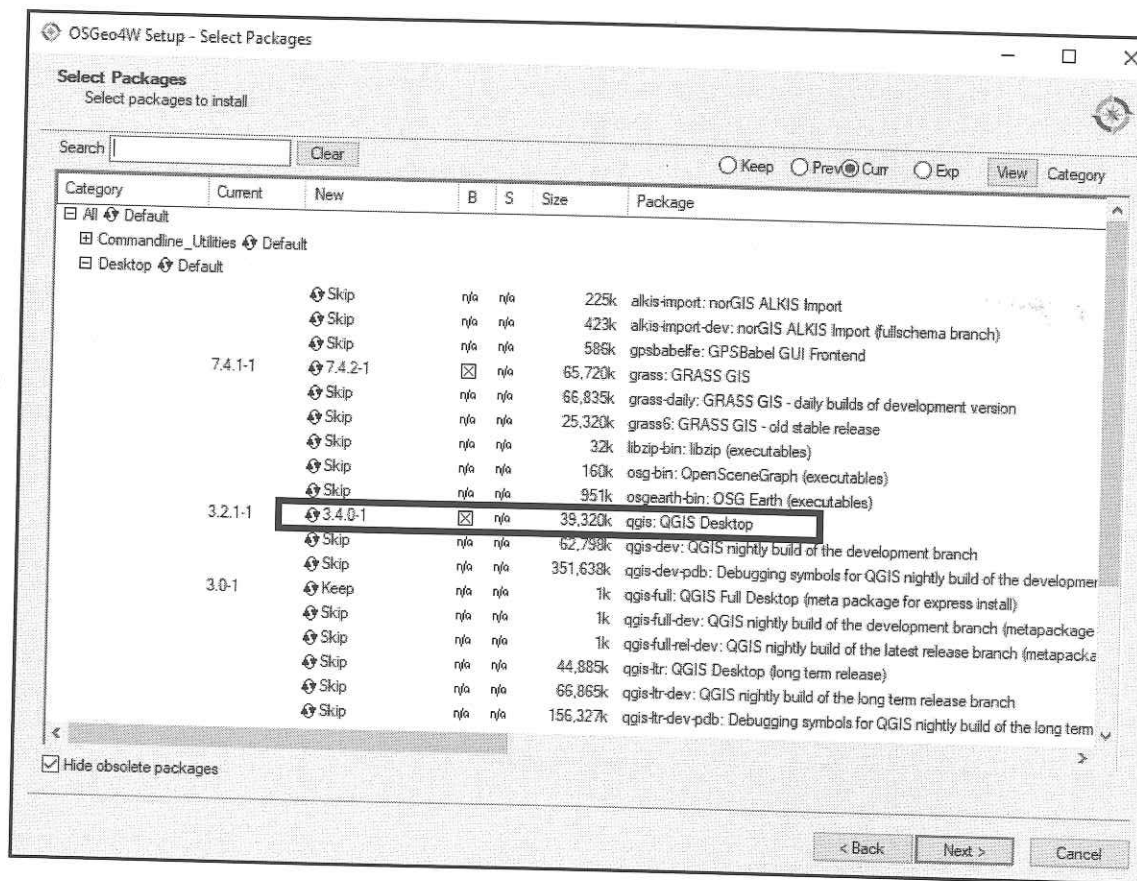 OSGeo4W Setup - Select Packages
Select Packages
Select packages to install
Search Clear Keep Prev Curr Exp View Category
Category Current New B S Size Package
All Default
Commandline_Utilities Default
Desktop Default
Skip n/a n/a 225k alkis-import: norGIS ALKIS Import
Skip n/a n/a 423k alkis-import-dev: norGIS ALKIS Import (fullschema branch)
Skip n/a n/a 586k gpsbabelfe: GPSBabel GUI Frontend
7.4.1-1 7.4.2-1 n/a 65,720k grass: GRASS GIS
Skip n/a n/a 66,835k grass-daily: GRASS GIS - daily builds of development version
Skip n/a n/a 25,320k grass6: GRASS GIS - old stable release
Skip n/a n/a 32k libzip-bin: libzip (executables)
Skip n/a n/a 160k osg-bin: OpenSceneGraph (executables)
Skip n/a n/a 951k osgearth-bin: OSG Earth (executables)
3.2.1-1 3.4.0-1 n/a 39,320k qgis: QGIS Desktop
Skip n/a n/a 62,798k qgis-dev: QGIS nightly build of the development branch
Skip n/a n/a 351,638k qgis-dev-pdb: Debugging symbols for QGIS nightly build of the developmer
3.0-1 Keep n/a n/a 1k qgis-full: QGIS Full Desktop (meta package for express install)
Skip n/a n/a 1k qgis-full-dev: QGIS nightly build of the development branch (metapackage
Skip n/a n/a 1k qgis-full-rel-dev: QGIS nightly build of the latest release branch (metapacka
Skip n/a n/a 44,885k qgis-ltr: QGIS Desktop (long term release)
Skip n/a n/a 66,865k qgis-ltr-dev: QGIS nightly build of the long term release branch
Skip n/a n/a 156,327k qgis-ltr-dev-pdb: Debugging symbols for QGIS nightly build of the long term
Hide obsolete packages
< Back Next > Cancel